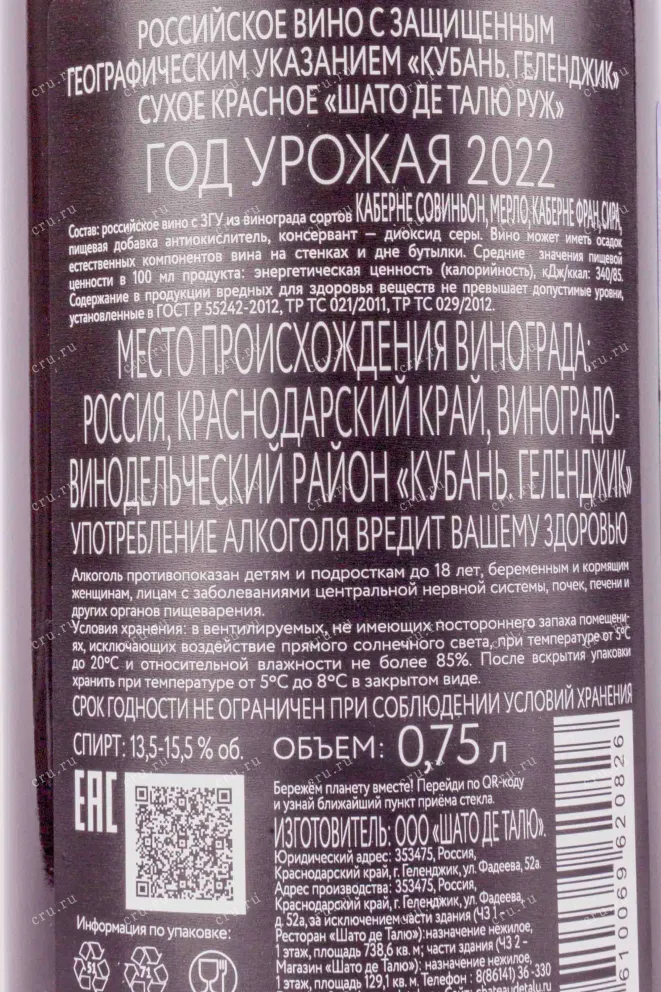 РОССИЙСКОЕ ВИНО С ЗАЩИЩЕННЫМ
ГЕОГРАФИЧЕСКИМ УКАЗАНИЕМ «КУБАНЬ. ГЕЛЕНДЖИК»
СУХОЕ КРАСНОЕ «ШАТО ДЕ ТАЛЮ РУЖ»
ГОД УРОЖАЯ 2022
Состав: российское вино с ЗГУ из винограда сортов КАБЕРНЕ СОВИНЬОН, МЕРЛО, КАБЕРНЕ ФРАН, СИРА,
пищевая добавка антиокислитель, консервант — диоксид серы. Вино может иметь осадок
естественных компонентов вина на стенках и дне бутылки. Средние значения пищевой
ценности в 100 мл продукта: энергетическая ценность (калорийность), кДж/ккал: 340/85.
Содержание в продукции вредных для здоровья веществ не превышает допустимые уровни,
установленные в ГОСТ Р 55242-2012, ТР ТС 021/2011, ТР ТС 029/2012.
МЕСТО ПРОИСХОЖДЕНИЯ ВИНОГРАДА:
РОССИЯ, КРАСНОДАРСКИЙ КРАЙ, ВИНОГРАДО-
ВИНОДЕЛЬЧЕСКИЙ РАЙОН «КУБАНЬ. ГЕЛЕНДЖИК»
УПОТРЕБЛЕНИЕ АЛКОГОЛЯ ВРЕДИТ ВАШЕМУ ЗДОРОВЬЮ
Алкоголь противопоказан детям и подросткам до 18 лет, беременным и кормящим
женщинам, лицам с заболеваниями центральной нервной системы, почек, печени и
других органов пищеварения.
Условия хранения: в вентилируемых, не имеющих постороннего запаха помещени-
ях, исключающих воздействие прямого солнечного света, при температуре от 5°C
до 20°C и относительной влажности не более 85%. После вскрытия упаковки
хранить при температуре от 5°C до 8°C в закрытом виде.
СРОК ГОДНОСТИ НЕ ОГРАНИЧЕН ПРИ СОБЛЮДЕНИИ УСЛОВИЙ ХРАНЕНИЯ
СПИРТ: 13,5-15,5 % об. ОБЪЕМ: 0,75 л
EAC
Бережём планету вместе! Перейди по QR-коду
и узнай ближайший пункт приёма стекла.
ИЗГОТОВИТЕЛЬ: ООО «ШАТО ДЕ ТАЛЮ».
Юридический адрес: 353475, Россия,
Краснодарский край, г. Геленджик, ул. Фадеева, 52а.
Адрес производства: 353475, Россия,
Краснодарский край, г. Геленджик, ул. Фадеева,
д. 52а, за исключением части здания (ЧЗ 1 –
Ресторан «Шато де Талю»): назначение нежилое,
1 этаж, площадь 738,6 кв. м; части здания (ЧЗ 2 –
Магазин «Шато де Талю»): назначение нежилое,
1 этаж, площадь 129,1 кв. м. Телефон : 8(86141) 36 -330
chateaudetalu.ru
Информация по упаковке:
51
71
610069 620826
cru.ru